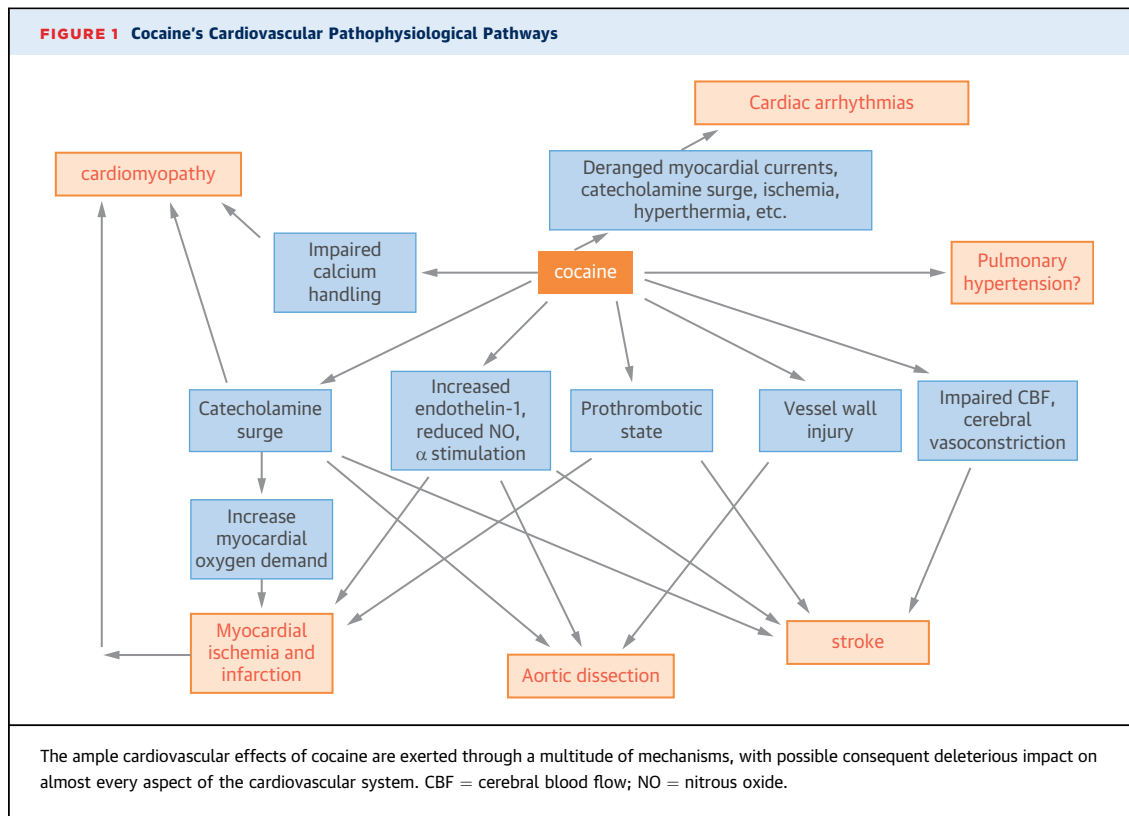 FIGURE 1 Cocaine's Cardiovascular Pathophysiological Pathways
Cardiac arrhythmias
cardiomyopathy
Deranged myocardial currents,
catecholamine surge, ischemia,
hyperthermia, etc.
Impaired
calcium
handling
cocaine
Pulmonary
hypertension?
Catecholamine
surge
Increased
endothelin-1,
reduced NO,
α stimulation
Prothrombotic
state
Vessel wall
injury
Impaired CBF,
cerebral
vasoconstriction
Increase
myocardial
oxygen demand
Myocardial
ischemia and
infarction
Aortic dissection
stroke
The ample cardiovascular effects of cocaine are exerted through a multitude of mechanisms, with possible consequent deleterious impact on
almost every aspect of the cardiovascular system. CBF = cerebral blood flow; NO = nitrous oxide.